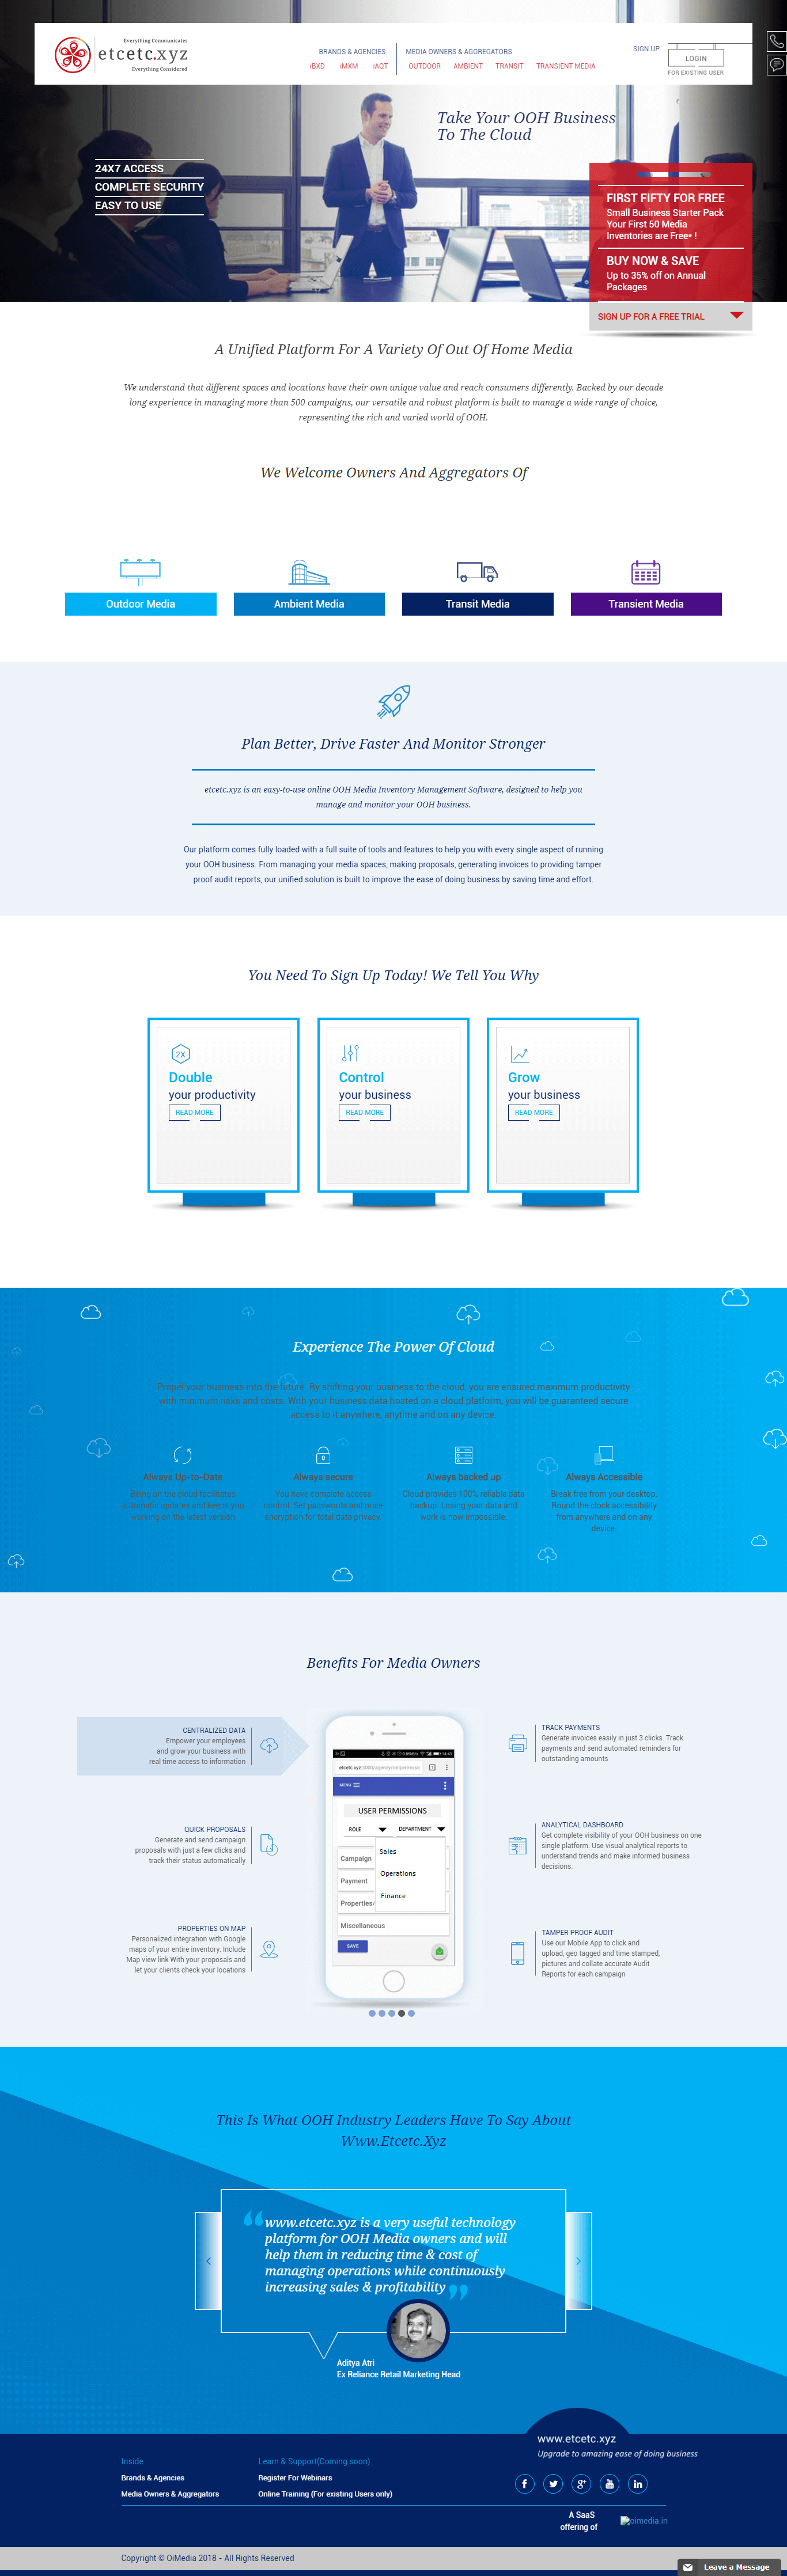 Everything Communicates
etcetc.xyz
Everything Considered
BRANDS & AGENCIES
iBXD iMXM iAQT
MEDIA OWNERS & AGGREGATORS
OUTDOOR AMBIENT TRANSIT TRANSIENT MEDIA
SIGN UP
LOGIN
FOR EXISTING USER
Take Your OOH Business
To The Cloud
24X7 ACCESS
COMPLETE SECURITY
EASY TO USE
FIRST FIFTY FOR FREE
Small Business Starter Pack
Your First 50 Media
Inventories are Free* !
BUY NOW & SAVE
Up to 35% off on Annual
Packages
SIGN UP FOR A FREE TRIAL
A Unified Platform For A Variety Of Out Of Home Media
We understand that different spaces and locations have their own unique value and reach consumers differently. Backed by our decade
long experience in managing more than 500 campaigns, our versatile and robust platform is built to manage a wide range of choice,
representing the rich and varied world of OOH.
We Welcome Owners And Aggregators Of
Outdoor Media
Ambient Media
Transit Media
Transient Media
Plan Better, Drive Faster And Monitor Stronger
etcetc.xyz is an easy-to-use online OOH Media Inventory Management Software, designed to help you
manage and monitor your OOH business.
Our platform comes fully loaded with a full suite of tools and features to help you with every single aspect of running
your OOH business. From managing your media spaces, making proposals, generating invoices to providing tamper
proof audit reports, our unified solution is built to improve the ease of doing business by saving time and effort.
You Need To Sign Up Today! We Tell You Why
2X
Double
your productivity
READ MORE
Control
your business
READ MORE
Grow
your business
READ MORE
Experience The Power Of Cloud
Propel your business into the future. By shifting your business to the cloud, you are ensured maximum productivity
with minimum risks and costs. With your business data hosted on a cloud platform, you will be guaranteed secure
access to it anywhere, anytime and on any device.
Always Up-to-Date
Being on the cloud facilitates
automatic updates and keeps you
working on the latest version.
Always secure
You have complete access
control. Set passwords and price
encryption for total data privacy.
Always backed up
Cloud provides 100% reliable data
backup. Losing your data and
work is now impossible.
Always Accessible
Break free from your desktop.
Round the clock accessibility
from anywhere and on any
device.
Benefits For Media Owners
CENTRALIZED DATA
Empower your employees
and grow your business with
real time access to information
QUICK PROPOSALS
Generate and send campaign
proposals with just a few clicks and
track their status automatically
PROPERTIES ON MAP
Personalized integration with Google
maps of your entire inventory. Include
Map view link With your proposals and
let your clients check your locations
MENU
USER PERMISSIONS
ROLE DEPARTMENT
Sales
Operations
Finance
Campaign
Payment
Properties/
Miscellaneous
SAVE
TRACK PAYMENTS
Generate invoices easily in just 3 clicks. Track
payments and send automated reminders for
outstanding amounts
ANALYTICAL DASHBOARD
Get complete visibility of your OOH business on one
single platform. Use visual analytical reports to
understand trends and make informed business
decisions.
TAMPER PROOF AUDIT
Use our Mobile App to click and
upload, geo tagged and time stamped,
pictures and collate accurate Audit
Reports for each campaign
This Is What OOH Industry Leaders Have To Say About
Www.Etcetc.Xyz
“ www.etcetc.xyz is a very useful technology
platform for OOH Media owners and will
help them in reducing time & cost of
managing operations while continuously
increasing sales & profitability ”
Aditya Atri
Ex Reliance Retail Marketing Head
Inside
Brands & Agencies
Media Owners & Aggregators
Learn & Support(Coming soon)
Register For Webinars
Online Training (For existing Users only)
www.etcetc.xyz
Upgrade to amazing ease of doing business
A SaaS
offering of
oimedia.in
Copyright © OiMedia 2018 - All Rights Reserved
Leave a Message